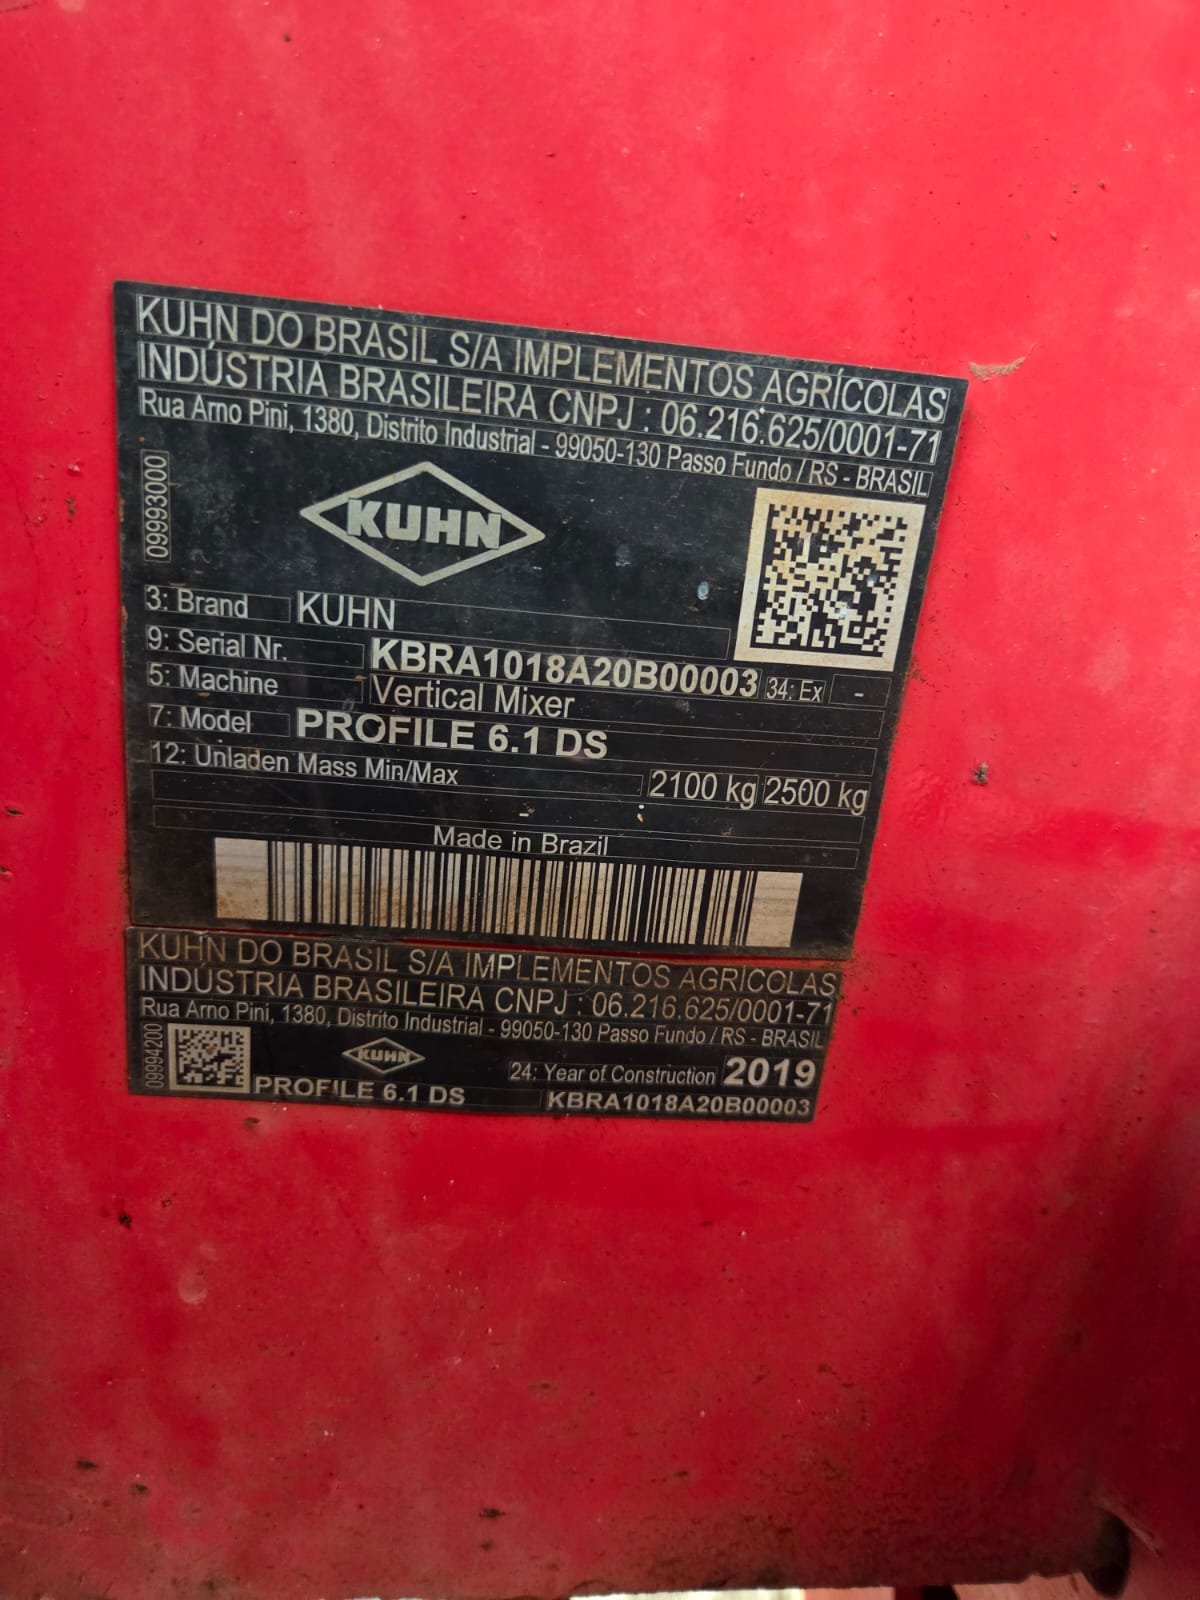 KUHN DO BRASIL S/A IMPLEMENTOS AGRÍCOLAS
INDÚSTRIA BRASILEIRA CNPJ : 06.216.625/0001-71
Rua Arno Pini, 1380, Distrito Industrial - 99050-130 Passo Fundo / RS - BRASIL
09993000
KUHN
3: Brand KUHN
9: Serial Nr. KBRA1018A20B00003 34: Ex -
5: Machine Vertical Mixer
7: Model PROFILE 6.1 DS
12: Unladen Mass Min/Max 2100 kg 2500 kg
-
Made in Brazil
KUHN DO BRASIL S/A IMPLEMENTOS AGRÍCOLAS
INDÚSTRIA BRASILEIRA CNPJ : 06.216.625/0001-71
Rua Arno Pini, 1380, Distrito Industrial - 99050-130 Passo Fundo / RS - BRASIL
09994200
KUHN
24: Year of Construction 2019
PROFILE 6.1 DS KBRA1018A20B00003